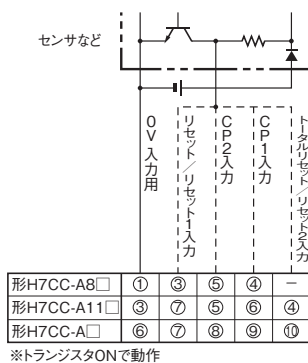 センサなど
0V入力用
リセット/リセット1入力
CP2入力
CP1入力
トータルリセット/リセット2入力
形H7CC-A8□ ① ③ ⑤ ④ −
形H7CC-A11□ ③ ⑦ ⑤ ⑥ ④
形H7CC-A□ ⑥ ⑦ ⑧ ⑨ ⑩
※トランジスタONで動作